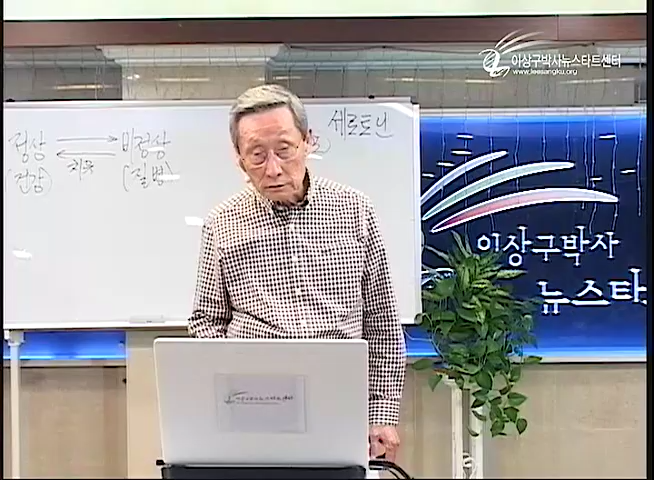 이상구박사뉴스타트센터
www.leesangku.org
정상 비정상 세로토닌
치유
(건강) (질병)
이상구박사
뉴스타트